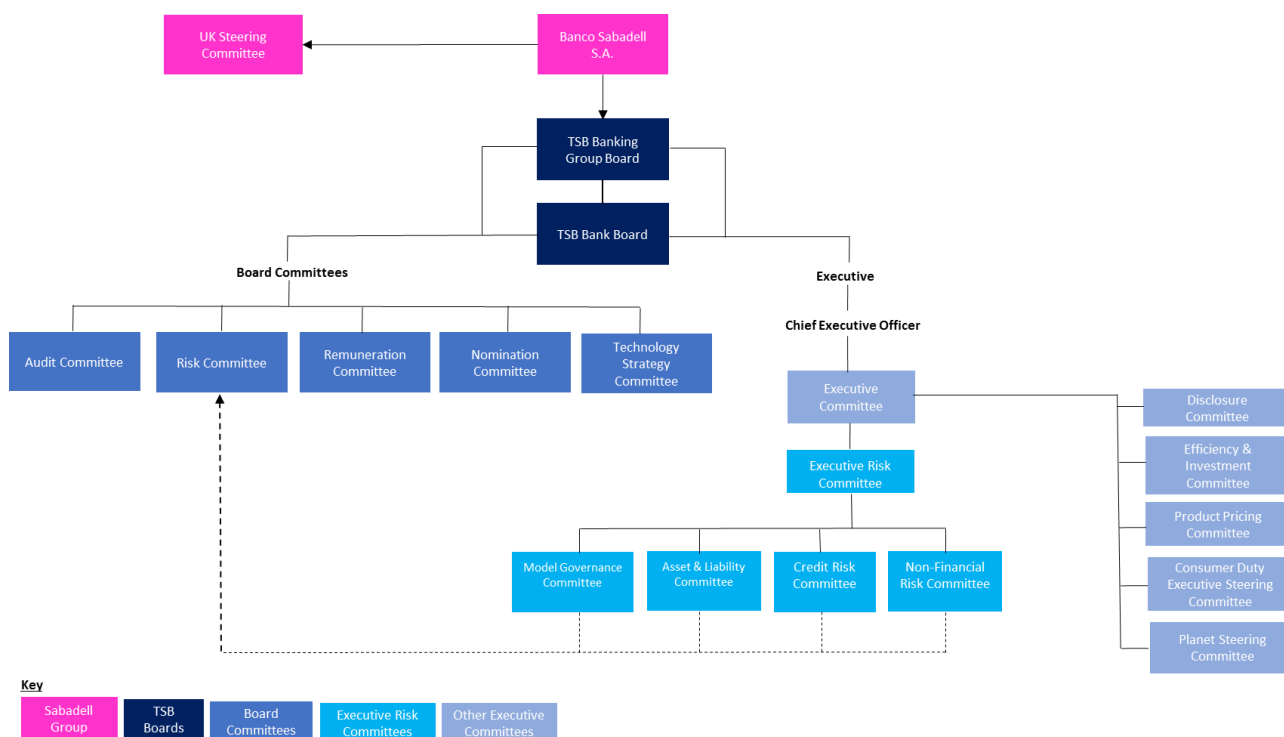 UK Steering
Committee
Banco Sabadell
S.A.
TSB Banking
Group Board
TSB Bank Board
Board Committees
Executive
Chief Executive Officer
Audit Committee
Risk Committee
Remuneration
Committee
Nomination
Committee
Technology
Strategy
Committee
Executive
Committee
Disclosure
Committee
Efficiency &
Investment
Committee
Executive Risk
Committee
Product Pricing
Committee
Model Governance
Committee
Asset & Liability
Committee
Credit Risk
Committee
Non-Financial
Risk Committee
Consumer Duty
Executive Steering
Committee
Planet Steering
Committee
Key
Sabadell
Group
TSB
Boards
Board
Committees
Executive Risk
Committees
Other Executive
Committees